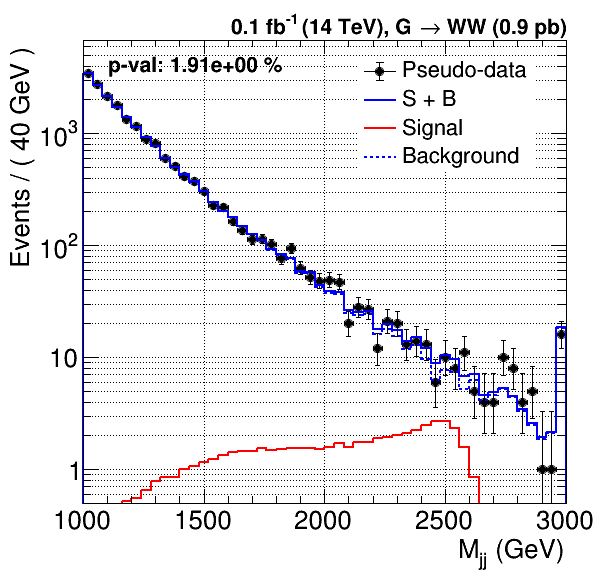 0.1 fb⁻¹ (14 TeV), G → WW (0.9 pb)
p-val: 1.91e+00 %
Pseudo-data
S + B
Signal
Background
Events / ( 40 GeV )
10³
10²
10
1
1000 1500 2000 2500 3000
Mjj (GeV)